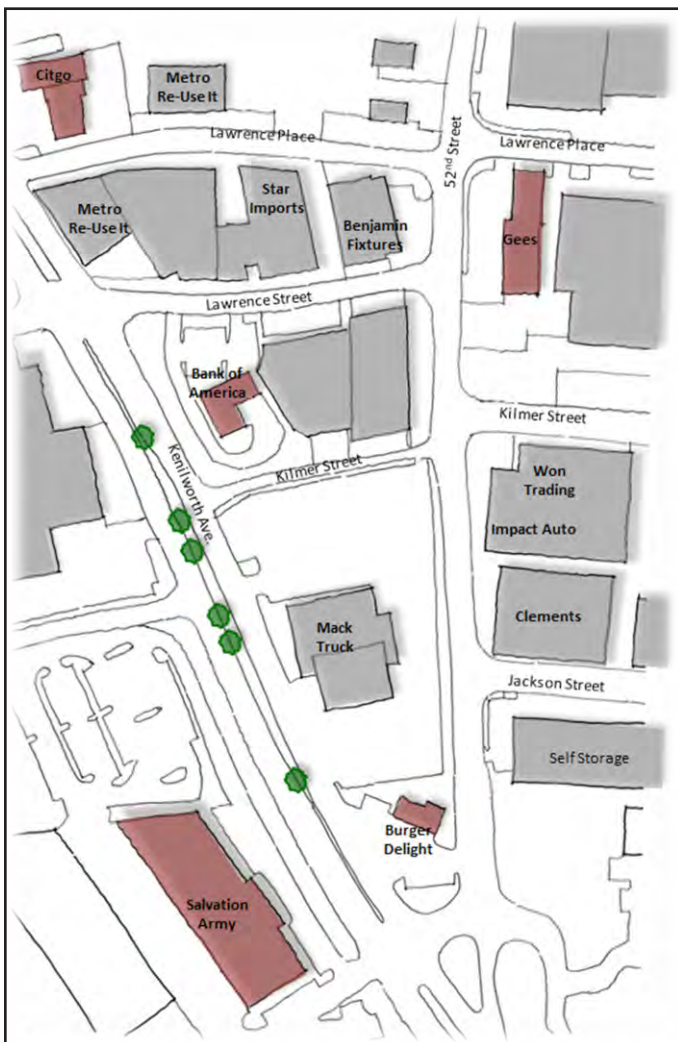 Citgo
Metro
Re-Use It
Lawrence Place
52nd Street
Lawrence Place
Metro
Re-Use It
Star
Imports
Benjamin
Fixtures
Gees
Lawrence Street
Bank of
America
Kilmer Street
Kenilworth Ave.
Kilmer Street
Won
Trading
Impact Auto
Mack
Truck
Clements
Jackson Street
Self Storage
Burger
Delight
Salvation
Army